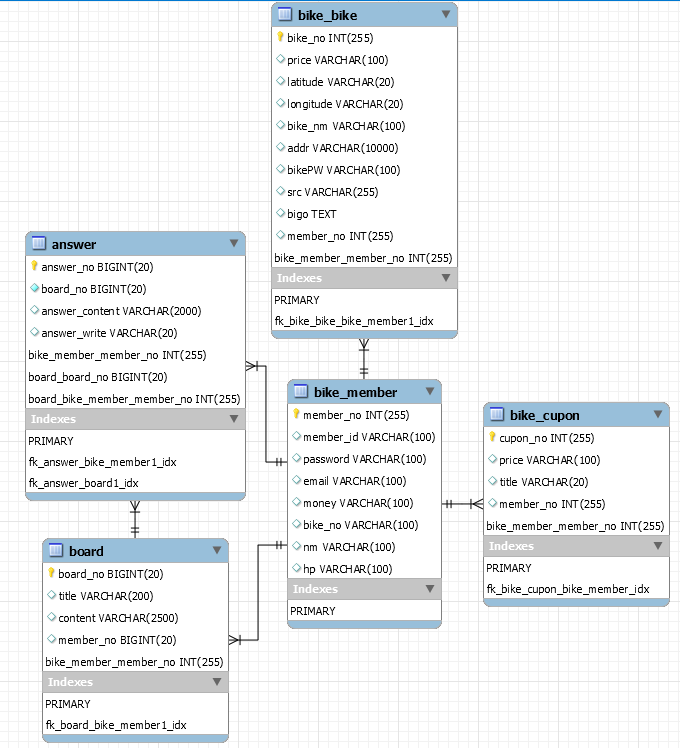 bike_bike
bike_no INT(255)
price VARCHAR(100)
latitude VARCHAR(20)
longitude VARCHAR(20)
bike_nm VARCHAR(100)
addr VARCHAR(10000)
bikePW VARCHAR(100)
src VARCHAR(255)
bigo TEXT
member_no INT(255)
bike_member_member_no INT(255)
Indexes
PRIMARY
fk_bike_bike_bike_member1_idx
answer
answer_no BIGINT(20)
board_no BIGINT(20)
answer_content VARCHAR(2000)
answer_write VARCHAR(20)
bike_member_member_no INT(255)
board_board_no BIGINT(20)
board_bike_member_member_no INT(255)
Indexes
PRIMARY
fk_answer_bike_member1_idx
fk_answer_board1_idx
bike_member
member_no INT(255)
member_id VARCHAR(100)
password VARCHAR(100)
email VARCHAR(100)
money VARCHAR(100)
bike_no VARCHAR(100)
nm VARCHAR(100)
hp VARCHAR(100)
Indexes
PRIMARY
bike_cupon
cupon_no INT(255)
price VARCHAR(100)
title VARCHAR(20)
member_no INT(255)
bike_member_member_no INT(255)
Indexes
PRIMARY
fk_bike_cupon_bike_member_idx
board
board_no BIGINT(20)
title VARCHAR(200)
content VARCHAR(2500)
member_no BIGINT(20)
bike_member_member_no INT(255)
Indexes
PRIMARY
fk_board_bike_member1_idx